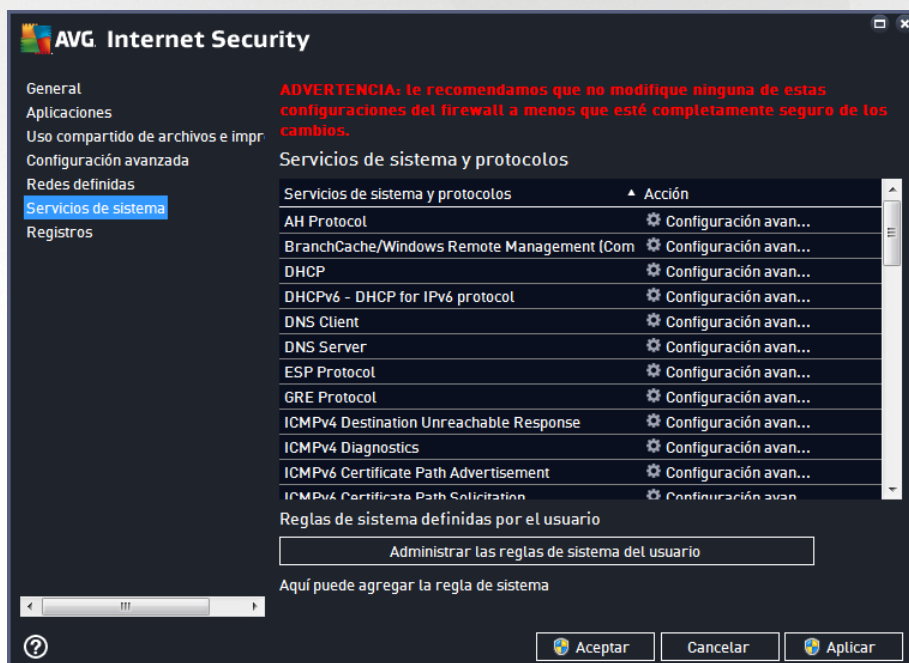 AVG Internet Security
General
Aplicaciones
Uso compartido de archivos e impr
Configuración avanzada
Redes definidas
Servicios de sistema
Registros
ADVERTENCIA: le recomendamos que no modifique ninguna de estas
configuraciones del firewall a menos que esté completamente seguro de los
cambios.
Servicios de sistema y protocolos
Servicios de sistema y protocolos Acción
AH Protocol Configuración avan...
BranchCache/Windows Remote Management (Com Configuración avan...
DHCP Configuración avan...
DHCPv6 - DHCP for IPv6 protocol Configuración avan...
DNS Client Configuración avan...
DNS Server Configuración avan...
ESP Protocol Configuración avan...
GRE Protocol Configuración avan...
ICMPv4 Destination Unreachable Response Configuración avan...
ICMPv4 Diagnostics Configuración avan...
ICMPv6 Certificate Path Advertisement Configuración avan...
ICMPv6 Certificate Path Solicitation Configuración avan...
Reglas de sistema definidas por el usuario
Administrar las reglas de sistema del usuario
Aquí puede agregar la regla de sistema
Aceptar Cancelar Aplicar